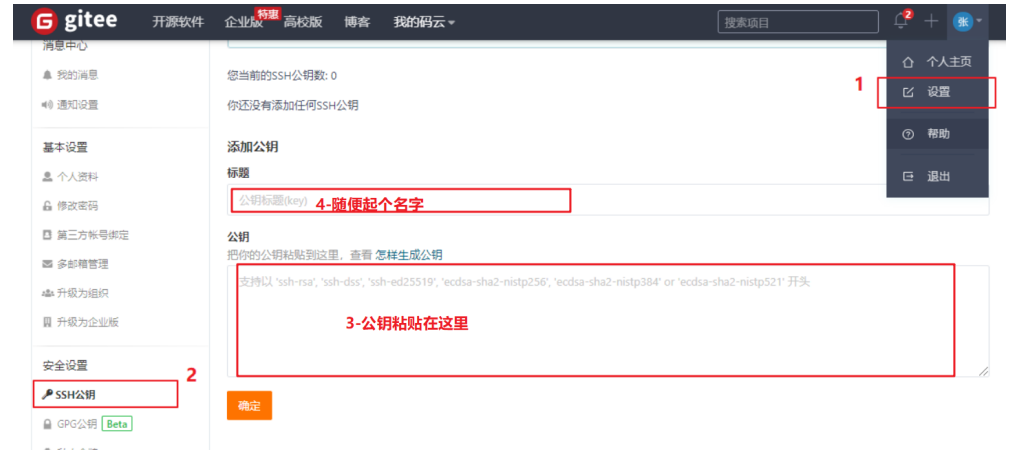 gitee 开源软件 企业版 特惠 高校版 博客 我的码云 搜索项目 2 张
消息中心
我的消息
通知设置
基本设置
个人资料
修改密码
第三方帐号绑定
多邮箱管理
升级为组织
升级为企业版
安全设置
2
SSH公钥
GPG公钥 Beta
您当前的SSH公钥数: 0
你还没有添加任何SSH公钥
添加公钥
标题
公钥标题(key) 4-随便起个名字
公钥
把你的公钥粘贴到这里，查看 怎样生成公钥
支持以 'ssh-rsa', 'ssh-dss', 'ssh-ed25519', 'ecdsa-sha2-nistp256', 'ecdsa-sha2-nistp384' or 'ecdsa-sha2-nistp521' 开头
3-公钥粘贴在这里
确定
个人主页
1
设置
帮助
退出